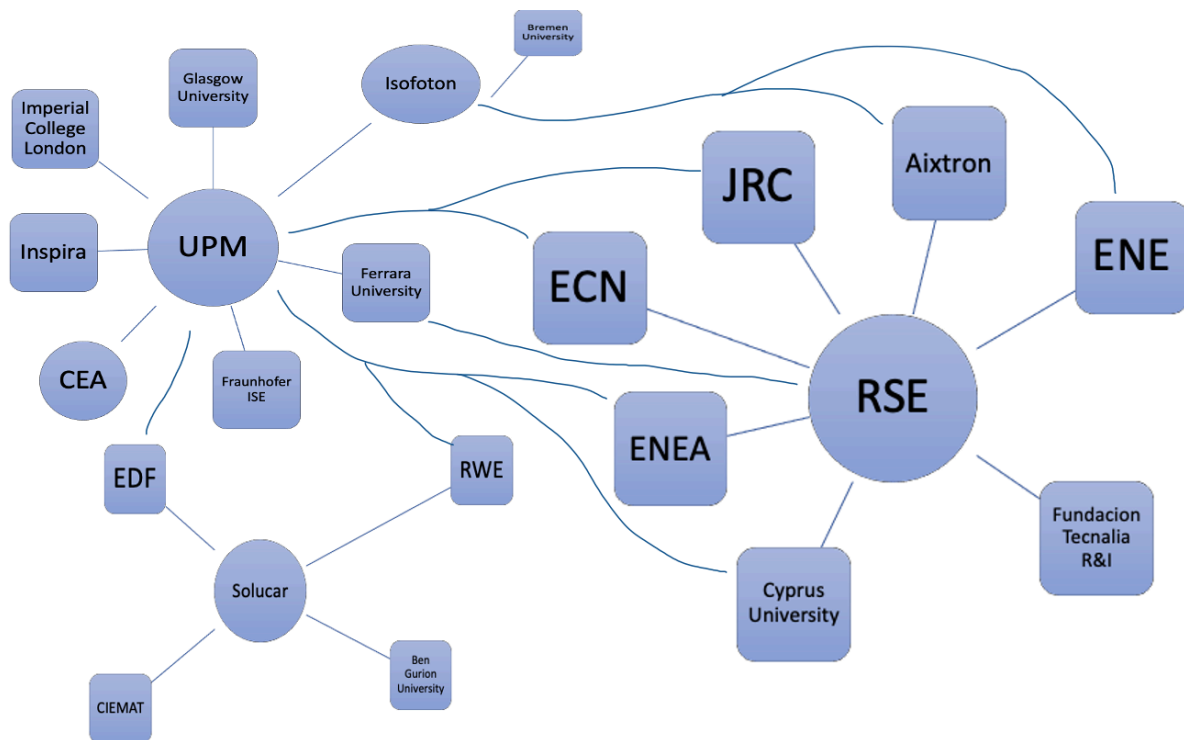 Bremen
University
Glasgow
University
Isofoton
Imperial
College
London
JRC
Aixtron
UPM
Inspira
ENE
Ferrara
University
ECN
CEA
Fraunhofer
ISE
RSE
ENEA
EDF
RWE
Fundacion
Tecnalia
R&I
Solucar
Cyprus
University
Ben
Gurion
University
CIEMAT